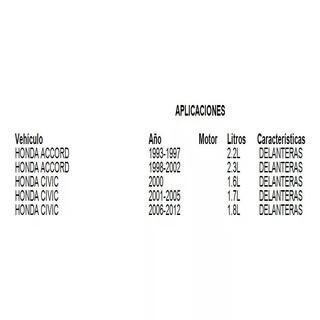 APLICACIONES
Vehículo Año Motor Litros Características
HONDA ACCORD 1993-1997 2.2L DELANTERAS
HONDA ACCORD 1998-2002 2.3L DELANTERAS
HONDA CIVIC 2000 1.6L DELANTERAS
HONDA CIVIC 2001-2005 1.7L DELANTERAS
HONDA CIVIC 2006-2012 1.8L DELANTERAS